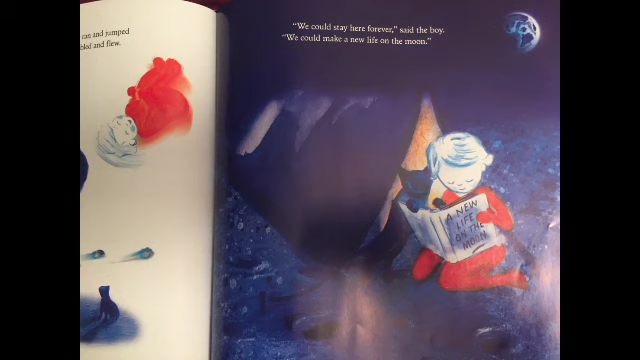 ran and jumped
and flew.
"We could stay here forever," said the boy.
"We could make a new life on the moon."
A NEW
LIFE
ON THE
MOON